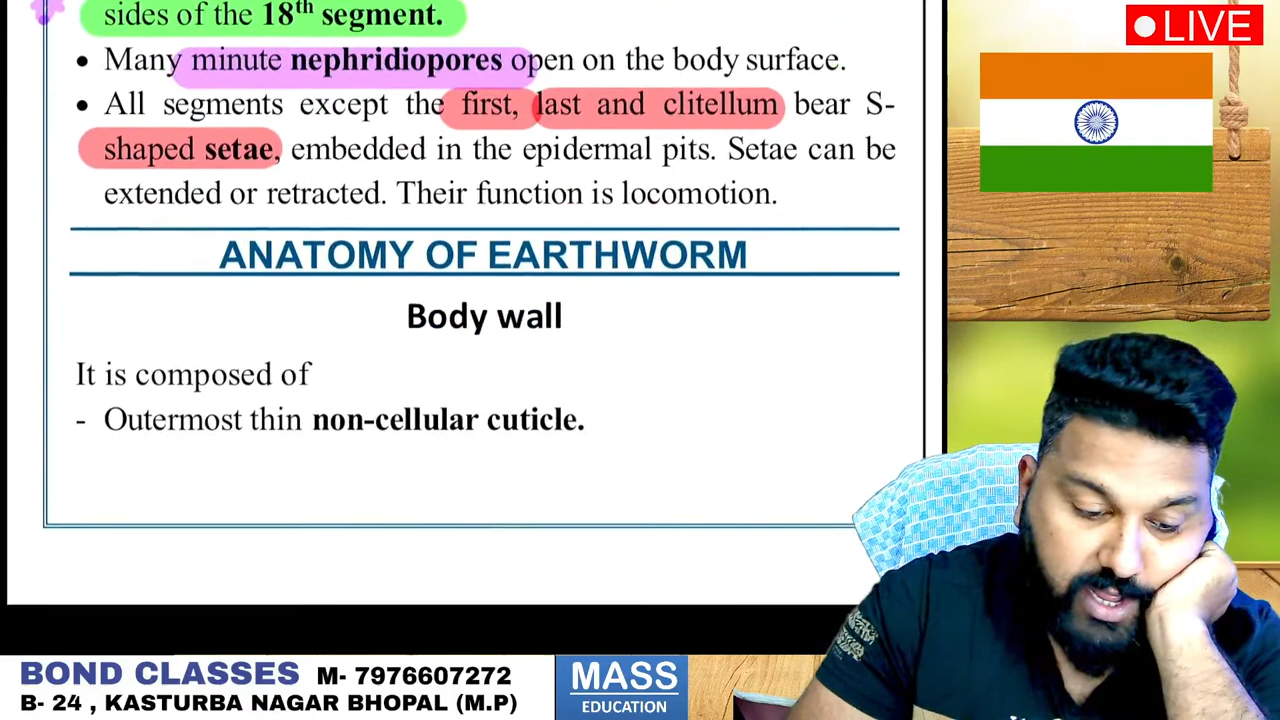 sides of the 18th segment.
• Many minute nephridiopores open on the body surface.
• All segments except the first, last and clitellum bear S-
shaped setae, embedded in the epidermal pits. Setae can be
extended or retracted. Their function is locomotion.
ANATOMY OF EARTHWORM
Body wall
It is composed of
- Outermost thin non-cellular cuticle.
LIVE
BOND CLASSES M- 7976607272
B- 24 , KASTURBA NAGAR BHOPAL (M.P)
MASS
EDUCATION